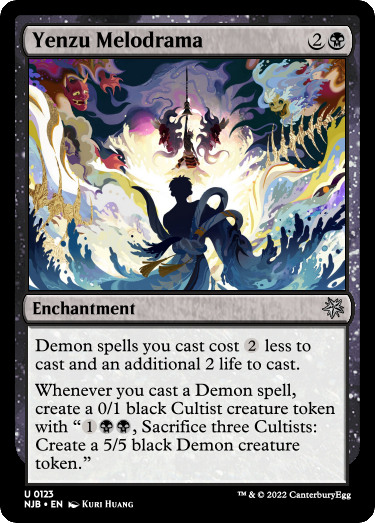 Yenzu Melodrama 2
Enchantment
Demon spells you cast cost 2 less to
cast and an additional 2 life to cast.
Whenever you cast a Demon spell,
create a 0/1 black Cultist creature token
with “1, Sacrifice three Cultists:
Create a 5/5 black Demon creature
token.”
U 0123
NJB • EN Kuri Huang
™ & © 2022 CanterburyEgg